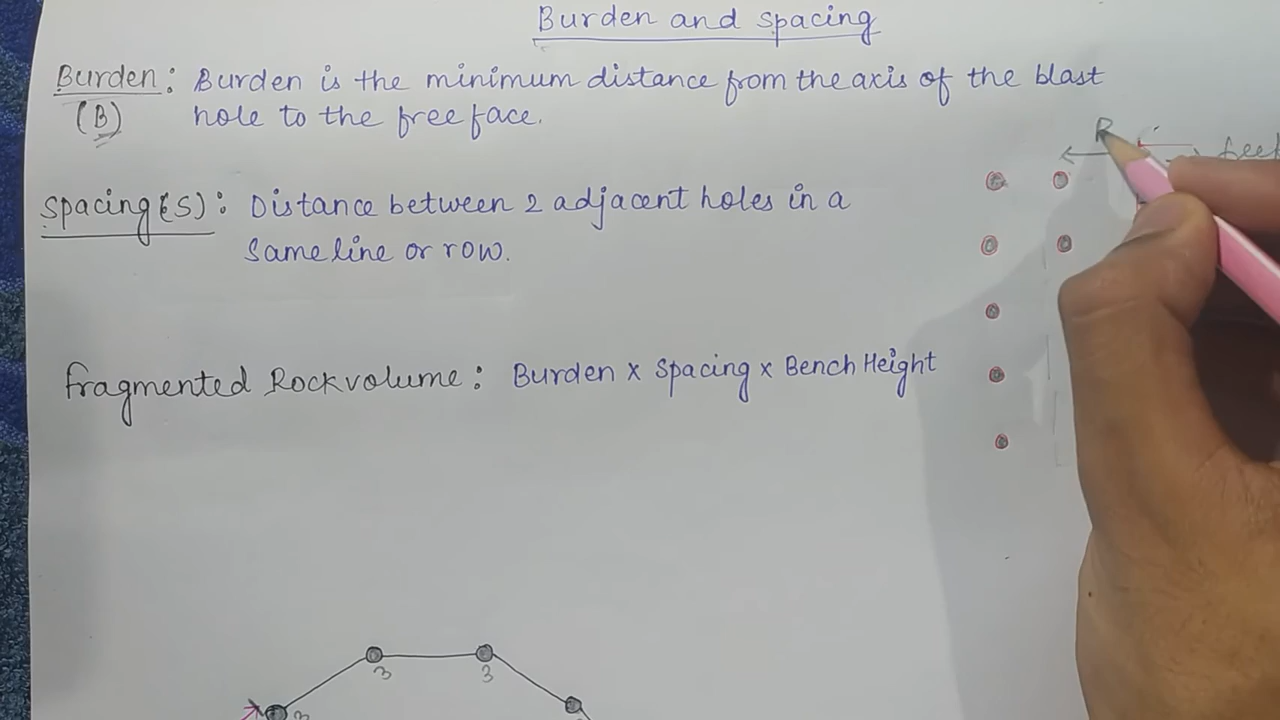 Burden and spacing
Burden: Burden is the minimum distance from the axis of the blast
(B) hole to the free face.
B
Spacing(S): Distance between 2 adjacent holes in a
Same line or row.
fragmented Rock volume: Burden x Spacing x Bench Height
3 3